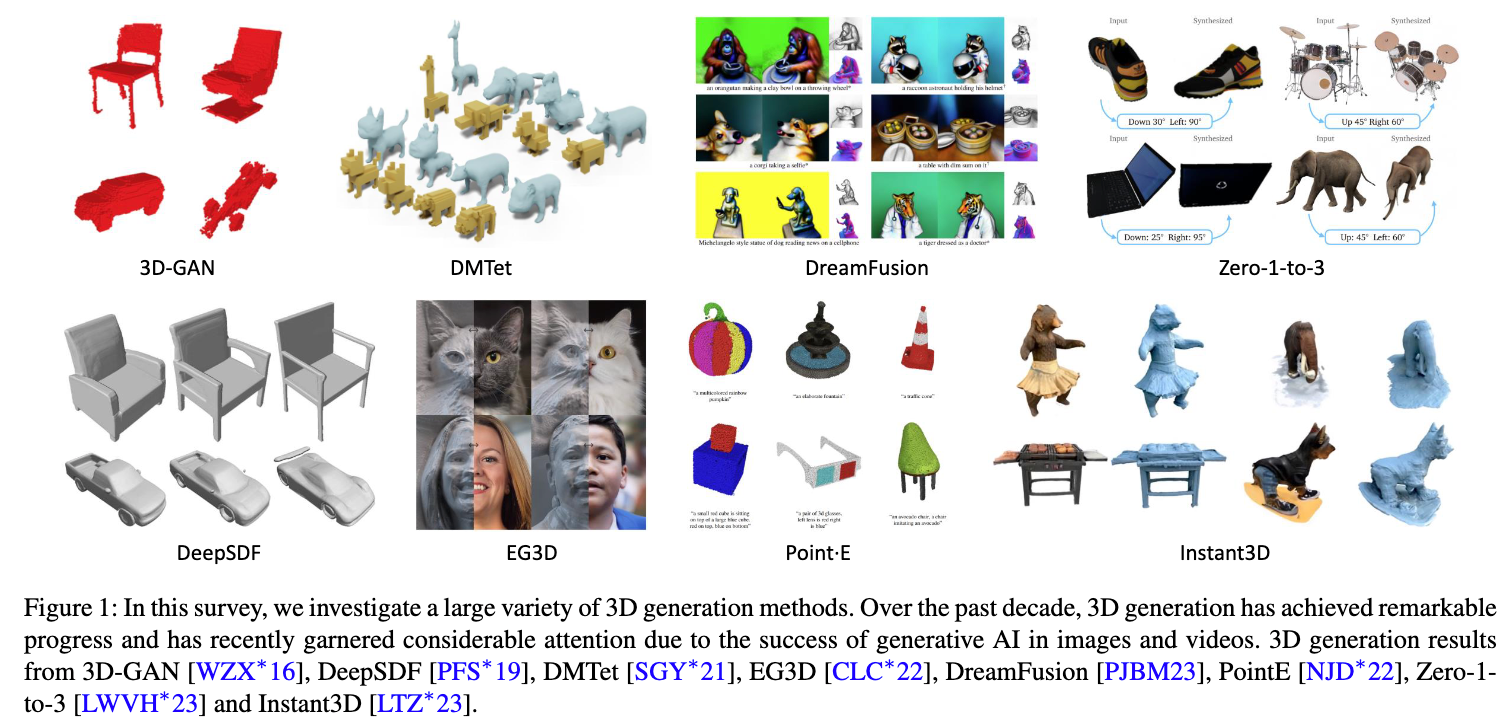 Input
Synthesized
Input
Synthesized
an orangutan making a clay bowl on a throwing wheel*
a raccoon astronaut holding his helmet†
Down 30° Left: 90°
Up 45° Right 60°
Input
Synthesized
Input
Synthesized
a corgi taking a selfie*
a table with dim sum on it†
Michelangelo style statue of dog reading news on a cellphone
a tiger dressed as a doctor*
Down: 25° Right: 95°
Up: 45° Left: 60°
3D-GAN
DMTet
DreamFusion
Zero-1-to-3
"a multicolored rainbow
pumpkin"
"an elaborate fountain"
"a traffic cone"
"a small red cube is sitting
on top of a large blue cube.
red on top, blue on bottom"
"a pair of 3d glasses,
left lens is red right
is blue"
"an avocado chair, a chair
imitating an avocado"
DeepSDF
EG3D
Point·E
Instant3D
Figure 1: In this survey, we investigate a large variety of 3D generation methods. Over the past decade, 3D generation has achieved remarkable
progress and has recently garnered considerable attention due to the success of generative AI in images and videos. 3D generation results
from 3D-GAN [WZX*16], DeepSDF [PFS*19], DMTet [SGY*21], EG3D [CLC*22], DreamFusion [PJBM23], PointE [NJD*22], Zero-1-
to-3 [LWVH*23] and Instant3D [LTZ*23].